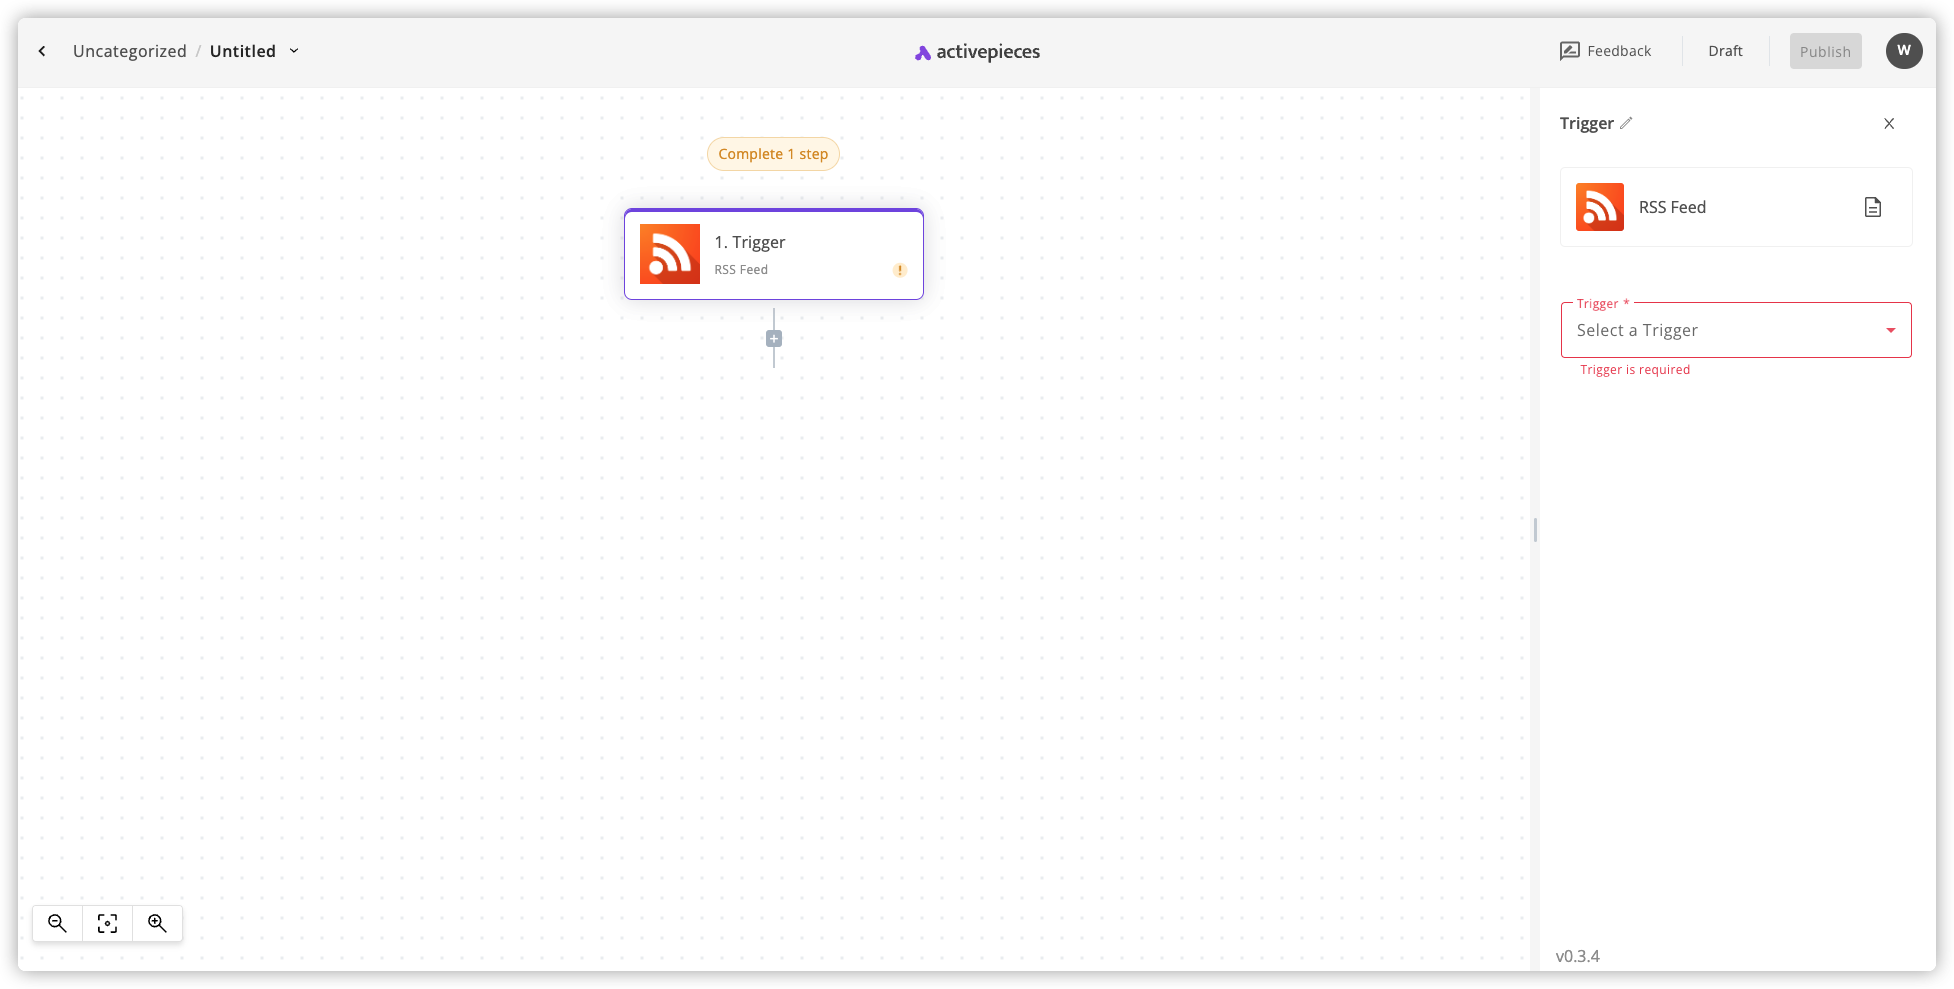 Uncategorized / Untitled
activepieces
Feedback
Draft
Publish
W
Complete 1 step
1. Trigger
RSS Feed
Trigger
RSS Feed
Trigger *
Select a Trigger
Trigger is required
v0.3.4